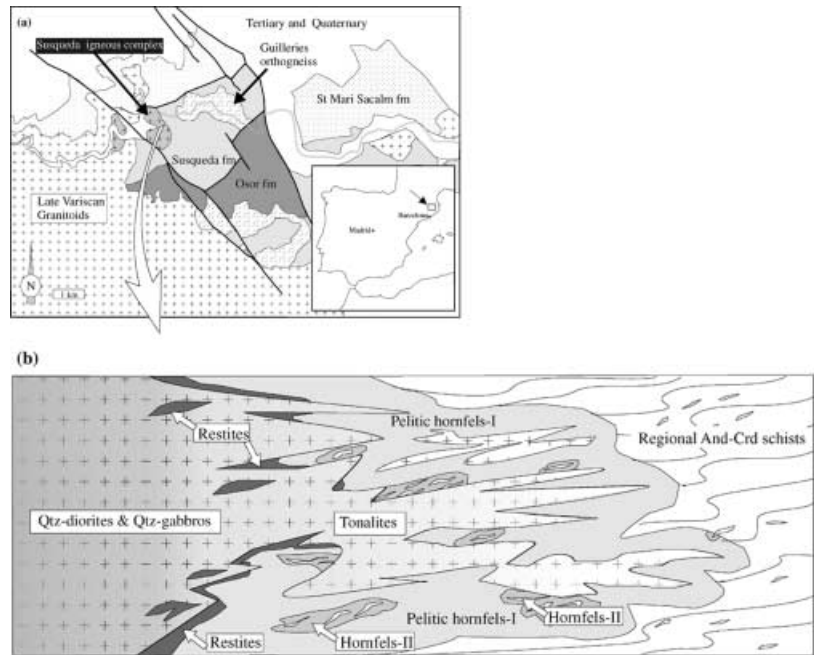 (a)
Tertiary and Quaternary
Susqueda igneous complex
Guilleries
orthogneiss
St Mari Sacalm fm
Susqueda fm
Osor fm
Late Variscan
Granitoids
Madrid
Barcelona
N
1 km
(b)
Pelitic hornfels-I
Restites
Regional And-Crd schists
Qtz-diorites & Qtz-gabbros
Tonalites
Pelitic hornfels-I
Hornfels-II
Restites
Hornfels-II